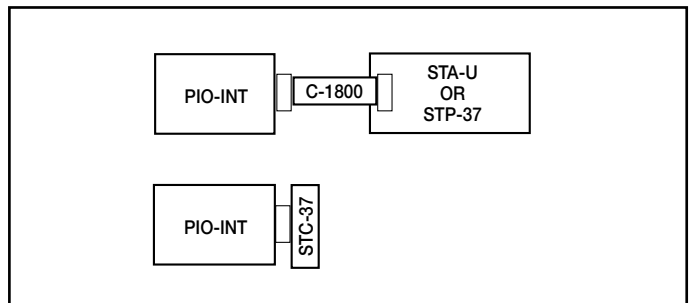 PIO-INT
C-1800
STA-U
OR
STP-37
PIO-INT
STC-37